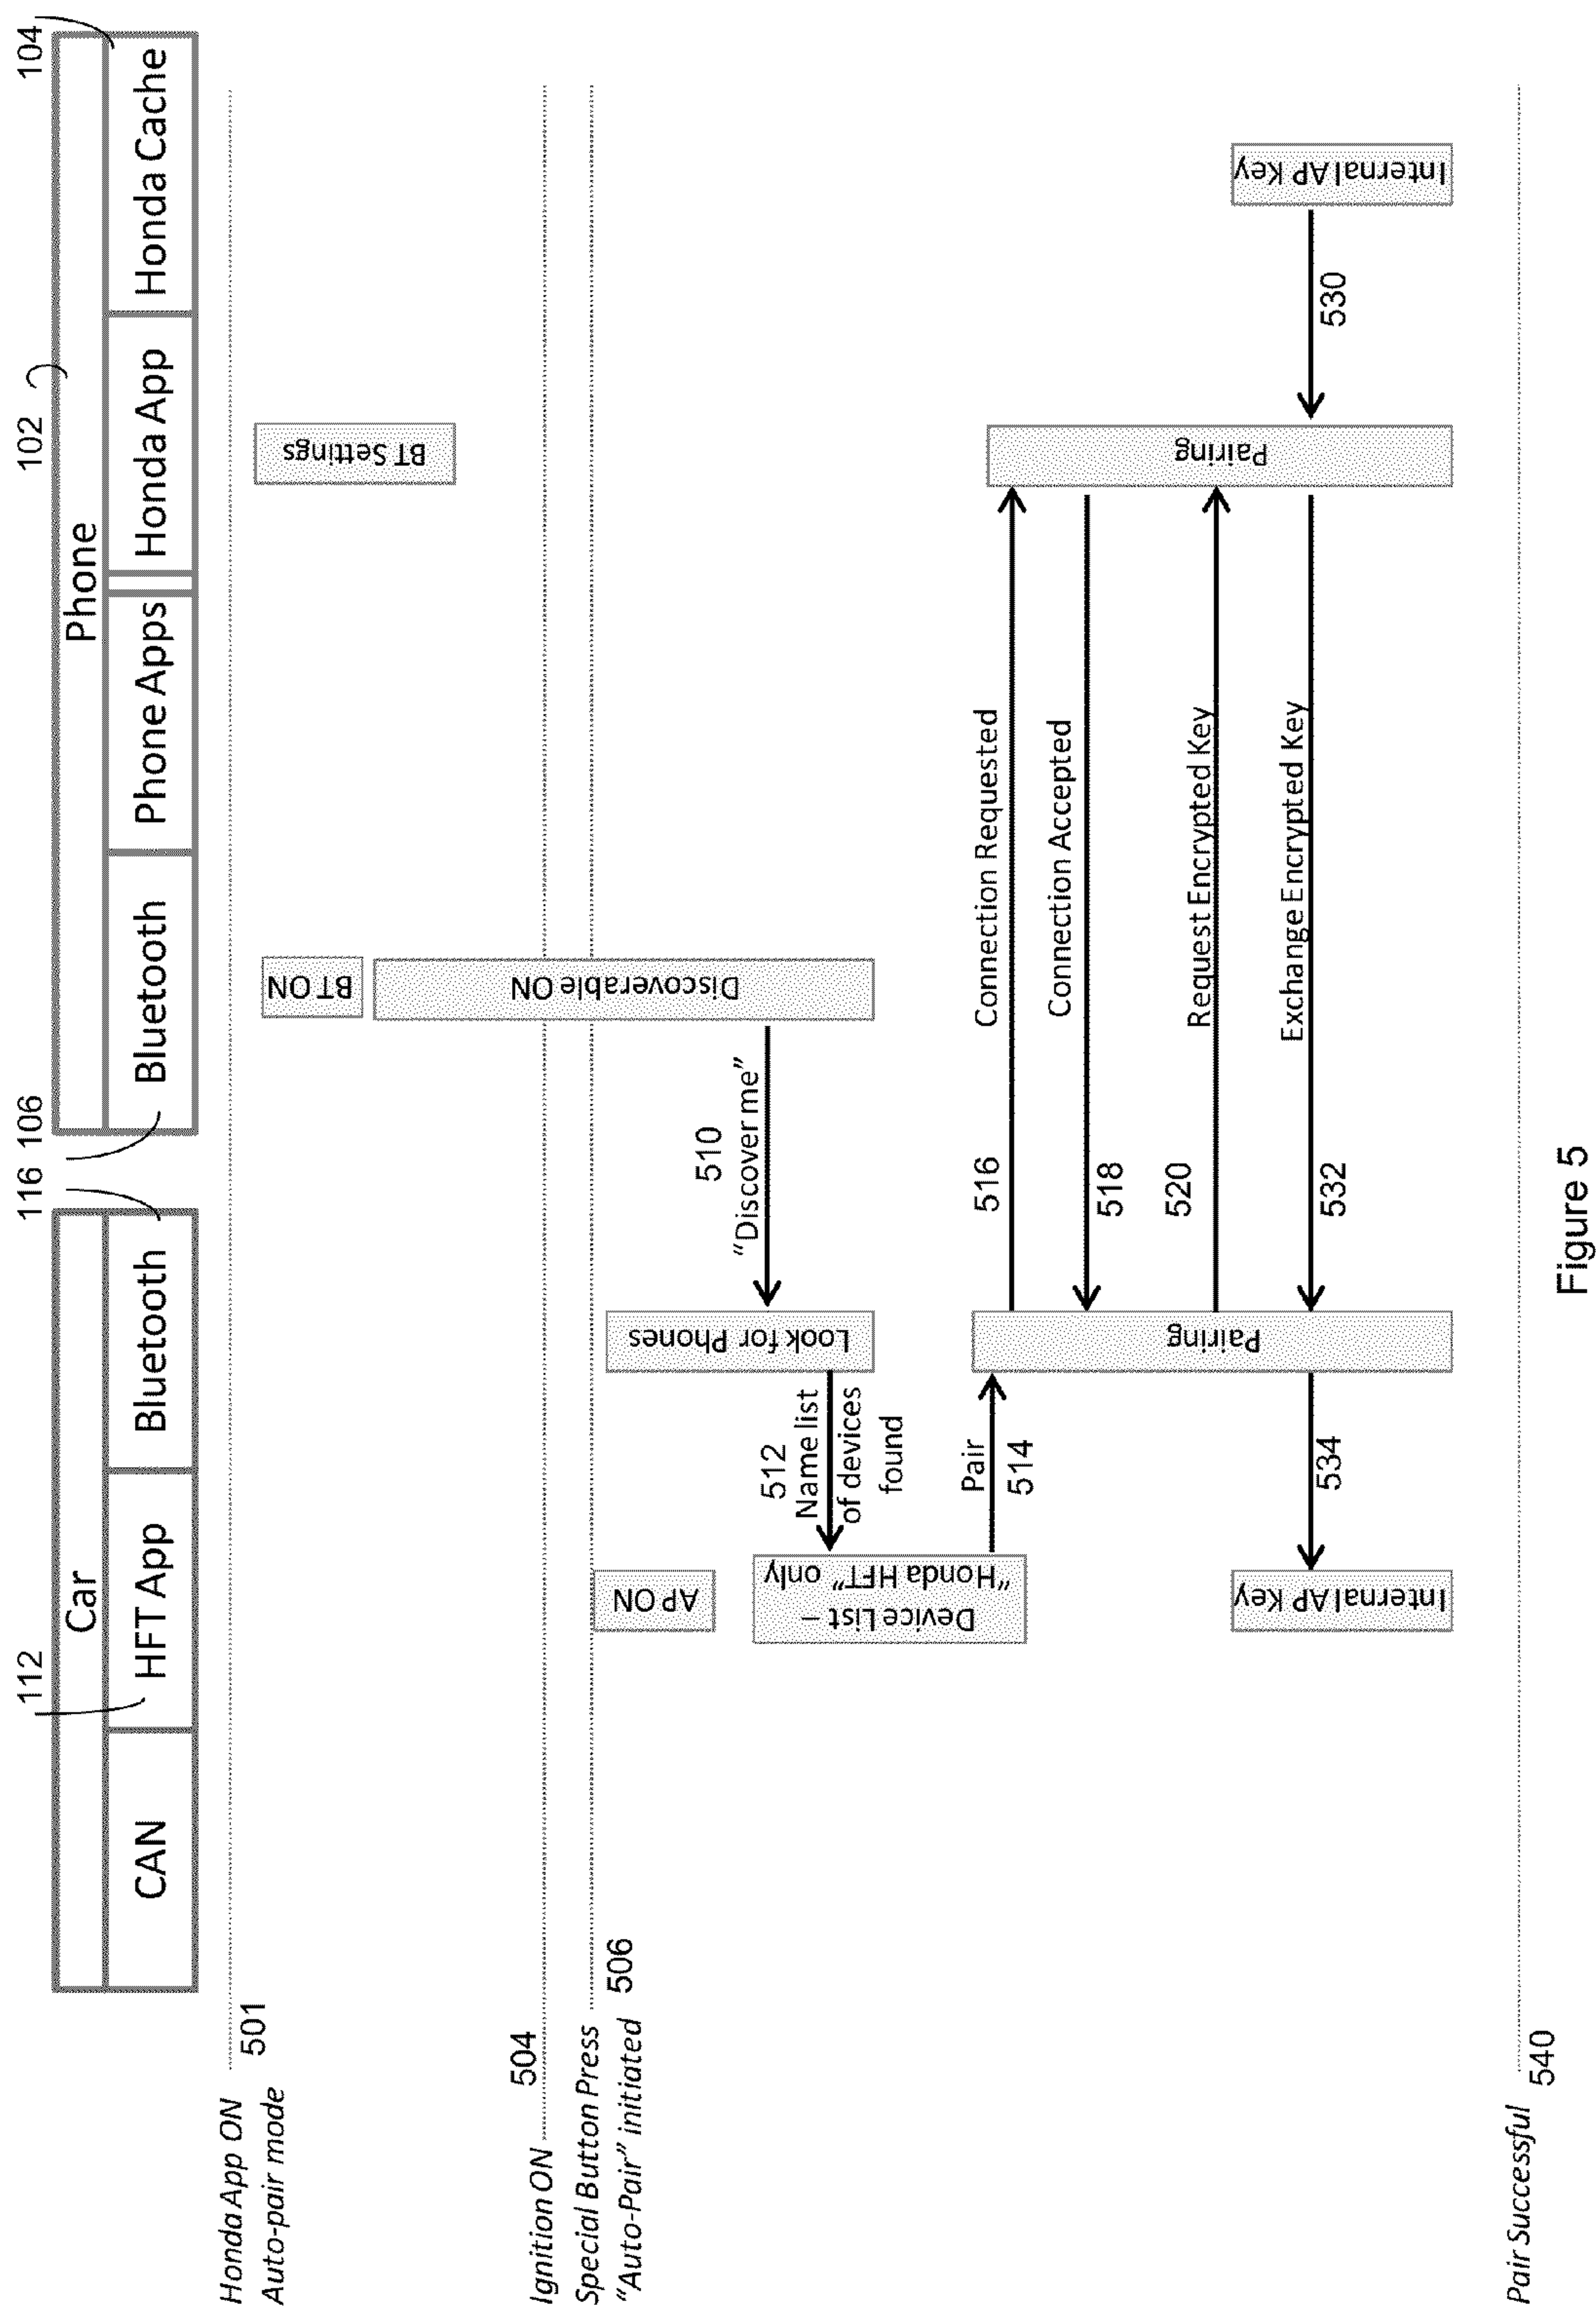 Car
Phone
CAN
HFT App
Bluetooth
Bluetooth
Phone Apps
Honda App
Honda Cache
112
116
106
102
104
Honda App ON
Auto-pair mode
501
BT ON
BT Settings
Ignition ON
504
Special Button Press
"Auto-Pair" initiated
506
AP ON
Look for Phones
Discoverable ON
510
"Discover me"
512
Name list
of devices
found
Device List –
"Honda HFT" only
Pair
514
Pairing
Pairing
516
Connection Requested
Connection Accepted
518
520
Request Encrypted Key
Exchange Encrypted Key
532
530
534
Internal AP Key
Internal AP Key
Pair Successful
540
Figure 5